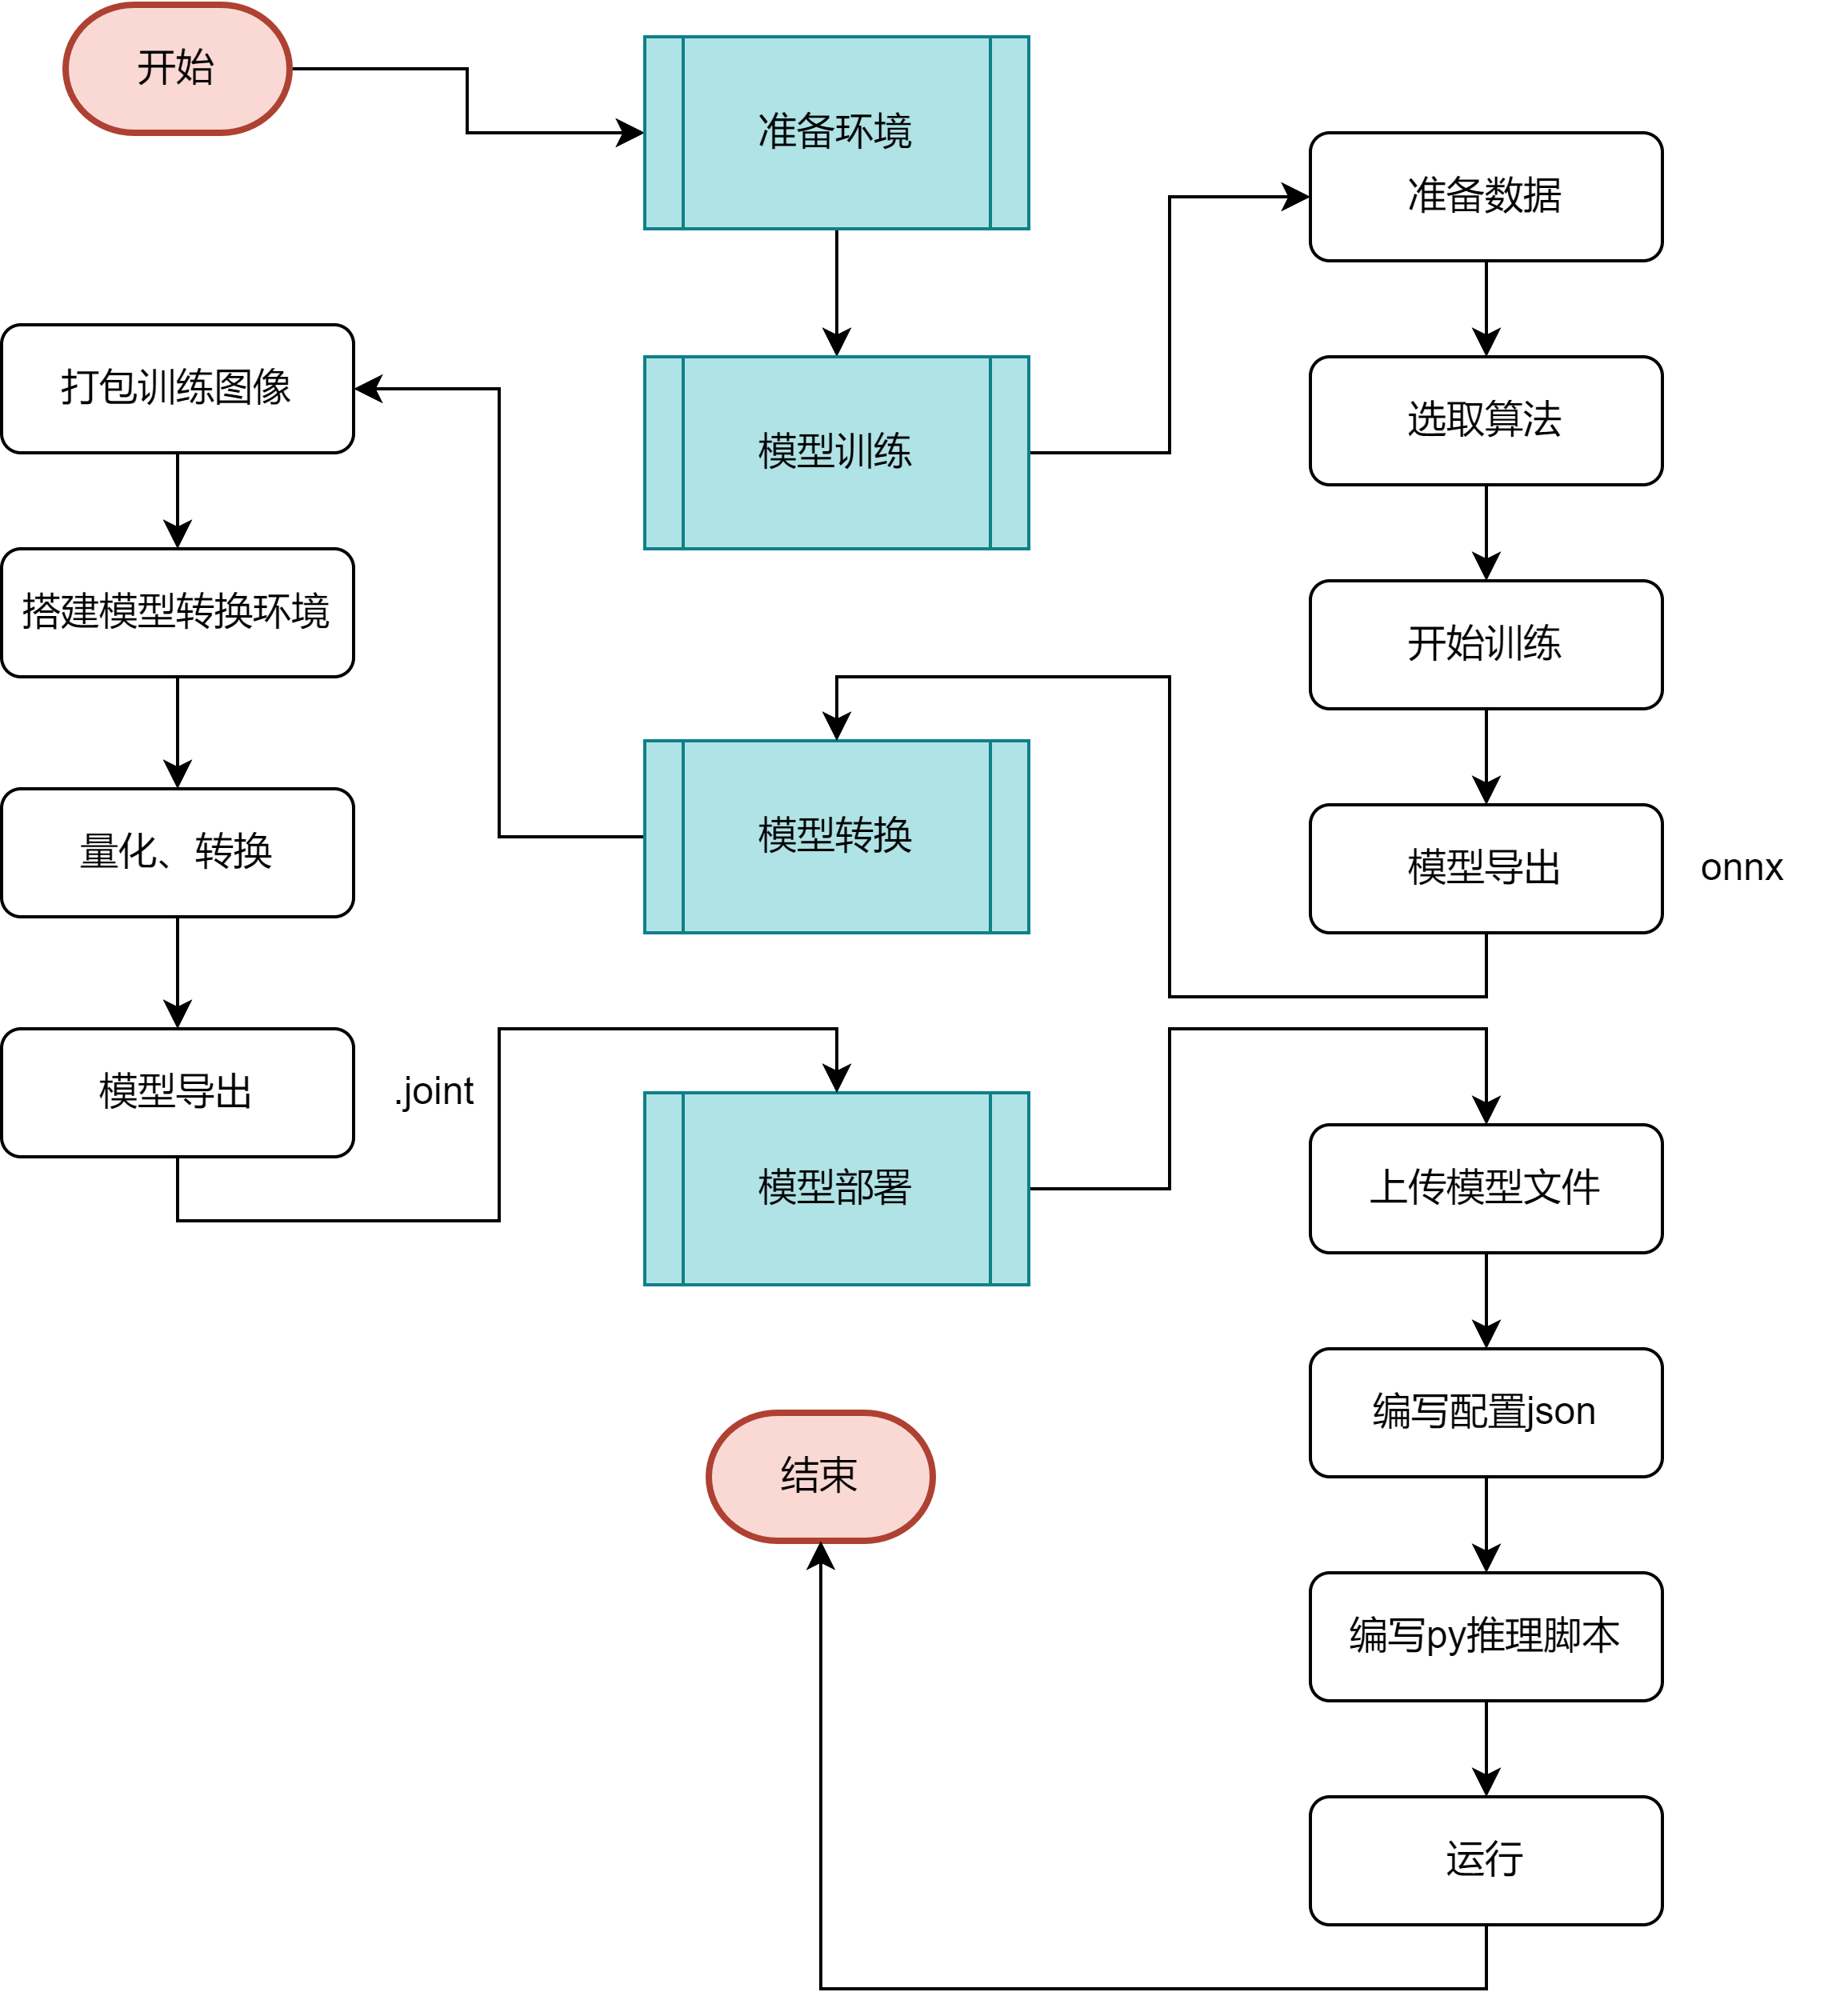 开始
准备环境
模型训练
准备数据
选取算法
开始训练
模型导出
onnx
模型转换
打包训练图像
搭建模型转换环境
量化、转换
模型导出
.joint
模型部署
上传模型文件
编写配置json
编写py推理脚本
运行
结束